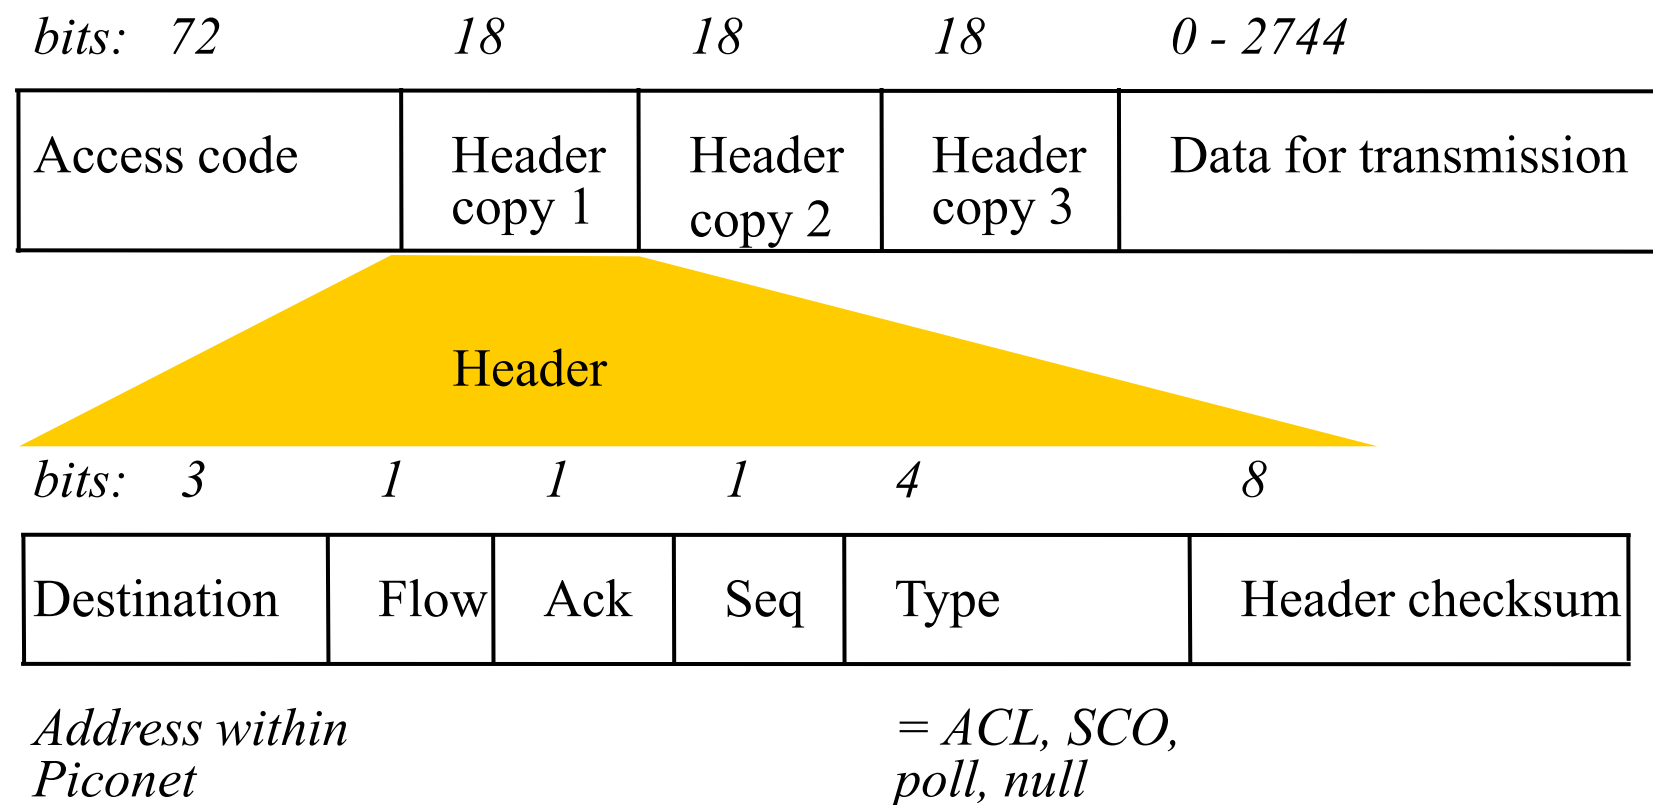 bits: 72 18 18 18 0 - 2744
Access code Header Header Header Data for transmission
copy 1 copy 2 copy 3
Header
bits: 3 1 1 1 4 8
Destination Flow Ack Seq Type Header checksum
Address within = ACL, SCO,
Piconet poll, null